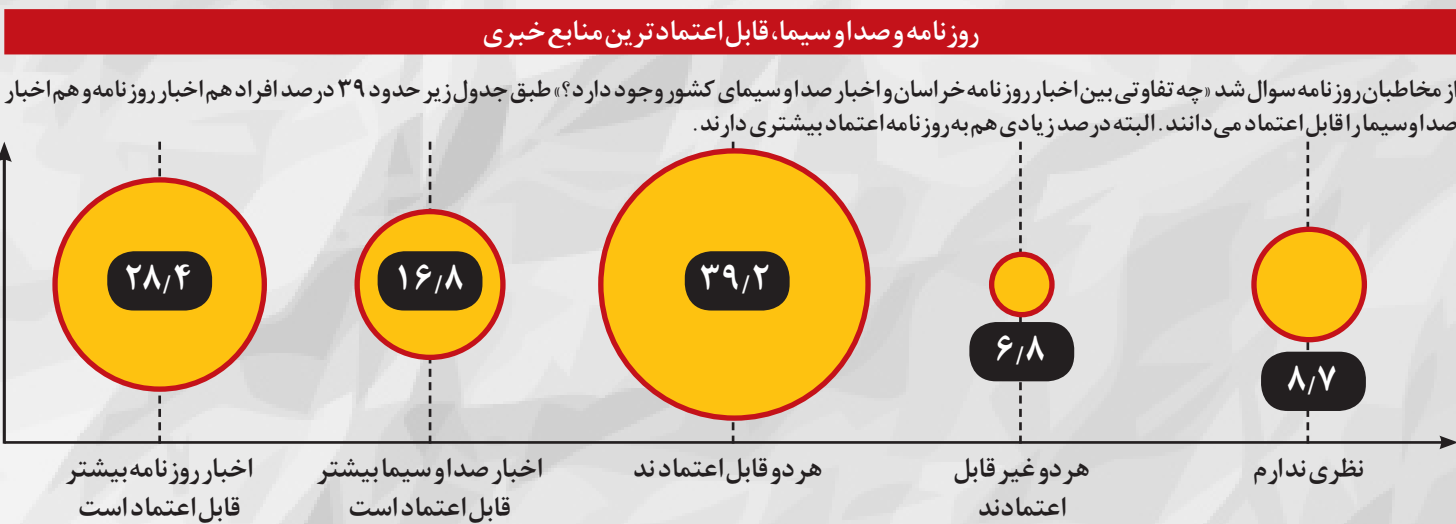 روزنامه و صدا و سیما، قابل اعتمادترین منابع خبری
از مخاطبان روزنامه سوال شد «چه تفاوتی بین اخبار روزنامه خراسان و اخبار صدا و سیمای کشور وجود دارد؟» طبق جدول زیر حدود ۳۹ درصد افراد هم اخبار روزنامه و هم اخبار
صدا و سیما را قابل اعتماد می‌دانند. البته درصد زیادی هم به روزنامه اعتماد بیشتری دارند.
۸٫۷
۶٫۸
۳۹٫۲
۱۶٫۸
۲۸٫۴
نظری ندارم
هر دو غیر قابل
اعتمادند
هر دو قابل اعتمادند
اخبار صدا و سیما بیشتر
قابل اعتماد است
اخبار روزنامه بیشتر
قابل اعتماد است